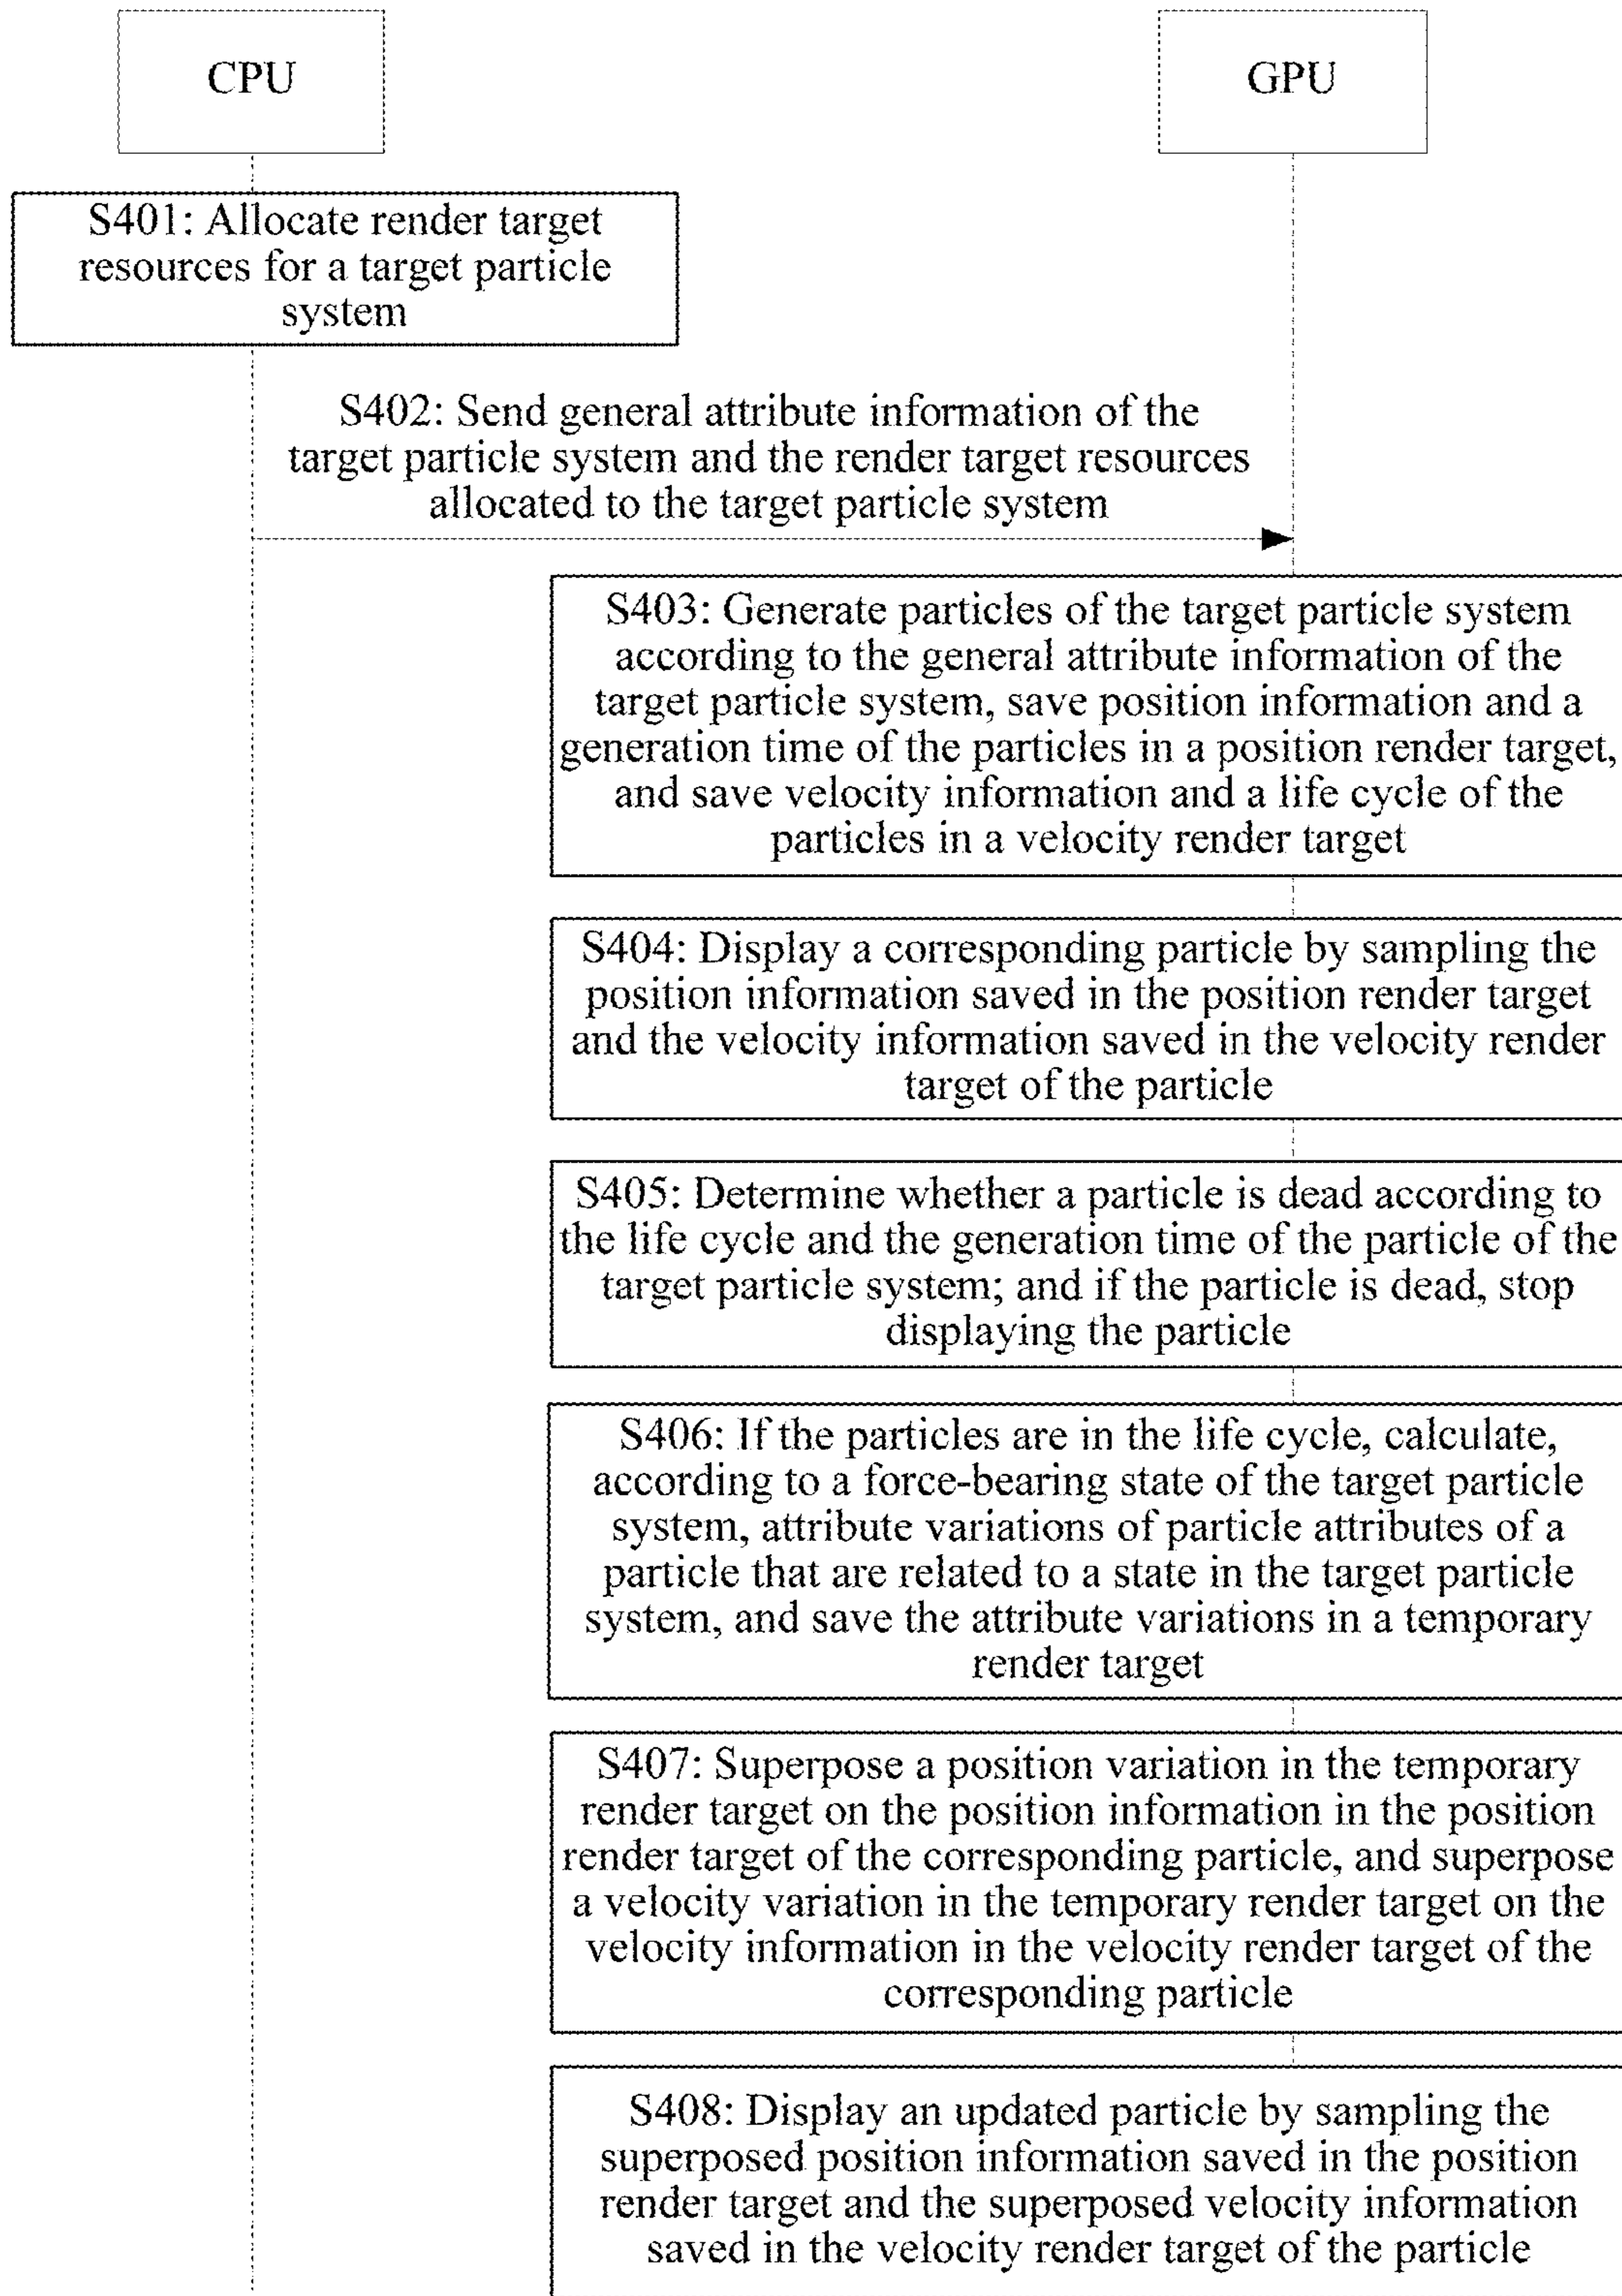 CPU
GPU
S401: Allocate render target
resources for a target particle
system
S402: Send general attribute information of the
target particle system and the render target resources
allocated to the target particle system
S403: Generate particles of the target particle system
according to the general attribute information of the
target particle system, save position information and a
generation time of the particles in a position render target,
and save velocity information and a life cycle of the
particles in a velocity render target
S404: Display a corresponding particle by sampling the
position information saved in the position render target
and the velocity information saved in the velocity render
target of the particle
S405: Determine whether a particle is dead according to
the life cycle and the generation time of the particle of the
target particle system; and if the particle is dead, stop
displaying the particle
S406: If the particles are in the life cycle, calculate,
according to a force-bearing state of the target particle
system, attribute variations of particle attributes of a
particle that are related to a state in the target particle
system, and save the attribute variations in a temporary
render target
S407: Superpose a position variation in the temporary
render target on the position information in the position
render target of the corresponding particle, and superpose
a velocity variation in the temporary render target on the
velocity information in the velocity render target of the
corresponding particle
S408: Display an updated particle by sampling the
superposed position information saved in the position
render target and the superposed velocity information
saved in the velocity render target of the particle